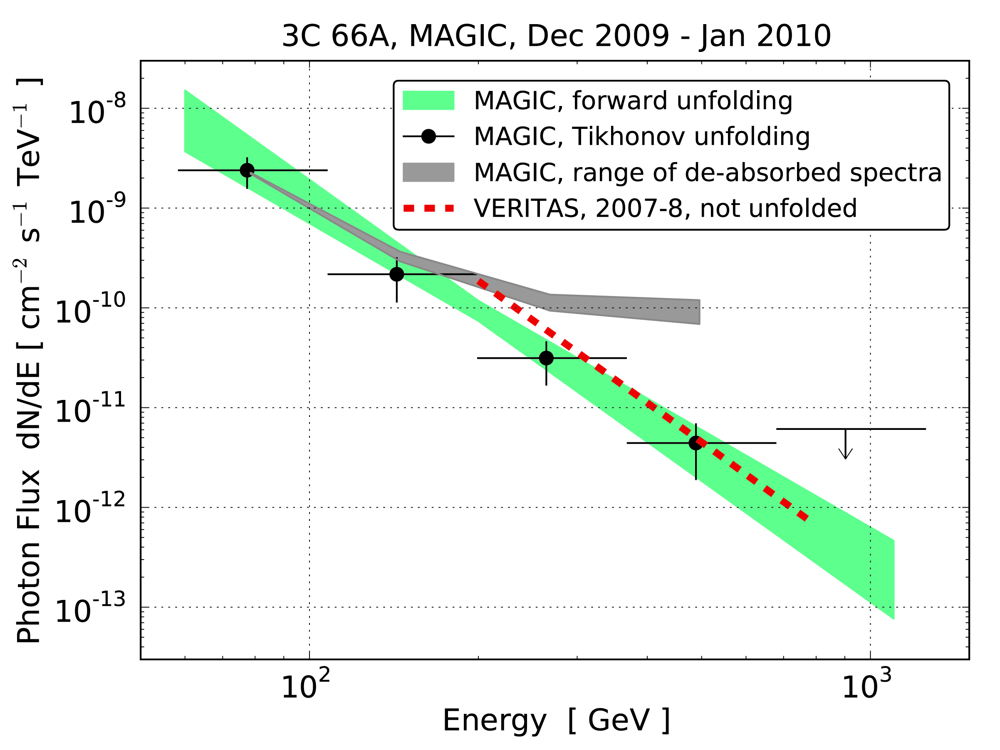 3C 66A, MAGIC, Dec 2009 - Jan 2010
Photon Flux dN/dE [ cm⁻² s⁻¹ TeV⁻¹ ]
10⁻⁸
10⁻⁹
10⁻¹⁰
10⁻¹¹
10⁻¹²
10⁻¹³
MAGIC, forward unfolding
MAGIC, Tikhonov unfolding
MAGIC, range of de-absorbed spectra
VERITAS, 2007-8, not unfolded
10² 10³
Energy [ GeV ]